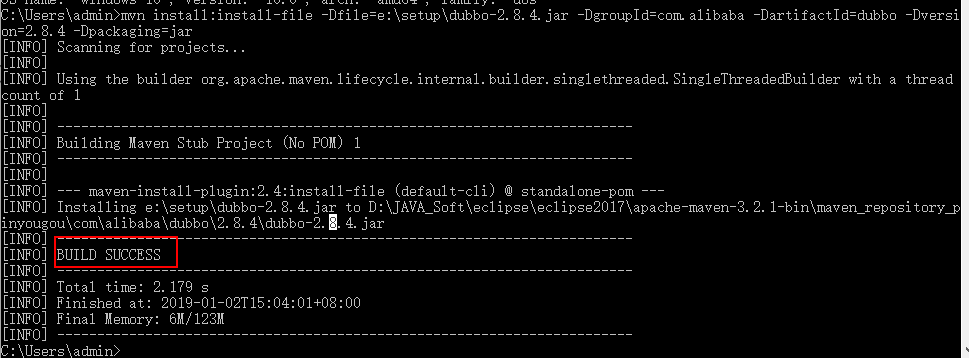 OS name: "windows 10", version: "10.0", arch: "amd64", family: "dos"
C:\Users\admin>mvn install:install-file -Dfile=e:\setup\dubbo-2.8.4.jar -DgroupId=com.alibaba -DartifactId=dubbo -Dversi
on=2.8.4 -Dpackaging=jar
[INFO] Scanning for projects...
[INFO]
[INFO] Using the builder org.apache.maven.lifecycle.internal.builder.singlethreaded.SingleThreadedBuilder with a thread
count of 1
[INFO]
[INFO] ------------------------------------------------------------------------
[INFO] Building Maven Stub Project (No POM) 1
[INFO] ------------------------------------------------------------------------
[INFO]
[INFO] --- maven-install-plugin:2.4:install-file (default-cli) @ standalone-pom ---
[INFO] Installing e:\setup\dubbo-2.8.4.jar to D:\JAVA_Soft\eclipse\eclipse2017\apache-maven-3.2.1-bin\maven_repository_p
inyougou\com\alibaba\dubbo\2.8.4\dubbo-2.8.4.jar
[INFO] ------------------------------------------------------------------------
[INFO] BUILD SUCCESS
[INFO] ------------------------------------------------------------------------
[INFO] Total time: 2.179 s
[INFO] Finished at: 2019-01-02T15:04:01+08:00
[INFO] Final Memory: 6M/123M
[INFO] ------------------------------------------------------------------------
C:\Users\admin>